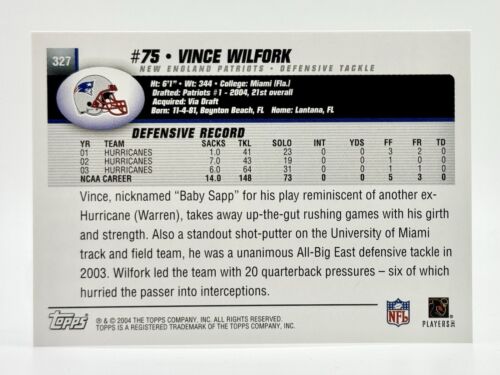 327
#75 • VINCE WILFORK
NEW ENGLAND PATRIOTS • DEFENSIVE TACKLE
Ht: 6'1" • Wt: 344 • College: Miami (Fla.)
Drafted: Patriots #1 - 2004, 21st overall
Acquired: Via Draft
Born: 11-4-81, Boynton Beach, FL Home: Lantana, FL
DEFENSIVE RECORD
YR TEAM SACKS TKL SOLO INT YDS FF FR TD
01 HURRICANES 1.0 41 23 0 0 3 2 0
02 HURRICANES 7.0 43 19 0 0 1 0 0
03 HURRICANES 6.0 64 31 0 0 1 1 0
NCAA CAREER 14.0 148 73 0 0 5 3 0
Vince, nicknamed “Baby Sapp” for his play reminiscent of another ex-
Hurricane (Warren), takes away up-the-gut rushing games with his girth
and strength. Also a standout shot-putter on the University of Miami
track and field team, he was a unanimous All-Big East defensive tackle in
2003. Wilfork led the team with 20 quarterback pressures – six of which
hurried the passer into interceptions.
topps
® & © 2004 THE TOPPS COMPANY, INC. ALL RIGHTS RESERVED.
TOPPS IS A REGISTERED TRADEMARK OF THE TOPPS COMPANY, INC.
NFL
PLAYERS INC